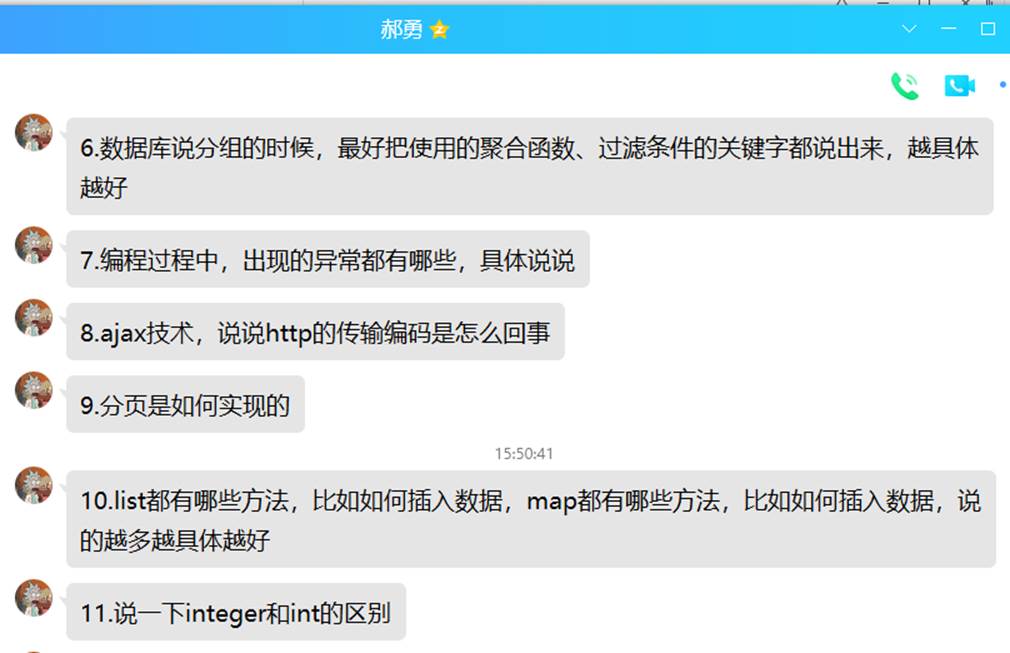 郝勇
6.数据库说分组的时候，最好把使用的聚合函数、过滤条件的关键字都说出来，越具体
越好
7.编程过程中，出现的异常都有哪些，具体说说
8.ajax技术，说说http的传输编码是怎么回事
9.分页是如何实现的
15:50:41
10.list都有哪些方法，比如如何插入数据，map都有哪些方法，比如如何插入数据，说
的越多越具体越好
11.说一下integer和int的区别